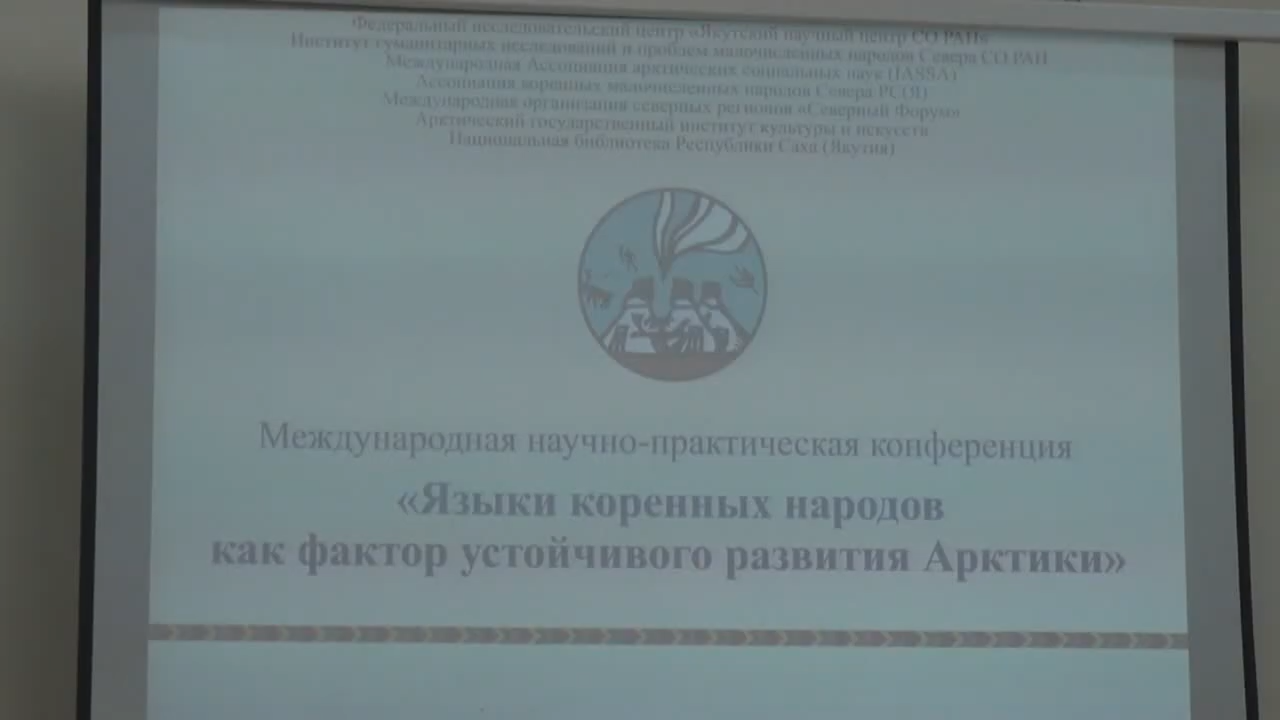 Федеральный исследовательский центр «Якутский научный центр СО РАН»
Институт гуманитарных исследований и проблем малочисленных народов Севера СО РАН
Международная Ассоциация арктических социальных наук (IASSA)
Ассоциация коренных малочисленных народов Севера РС(Я)
Международная организация северных регионов «Северный Форум»
Арктический государственный институт культуры и искусств
Национальная библиотека Республики Саха (Якутия)
Международная научно-практическая конференция
«Языки коренных народов
как фактор устойчивого развития Арктики»